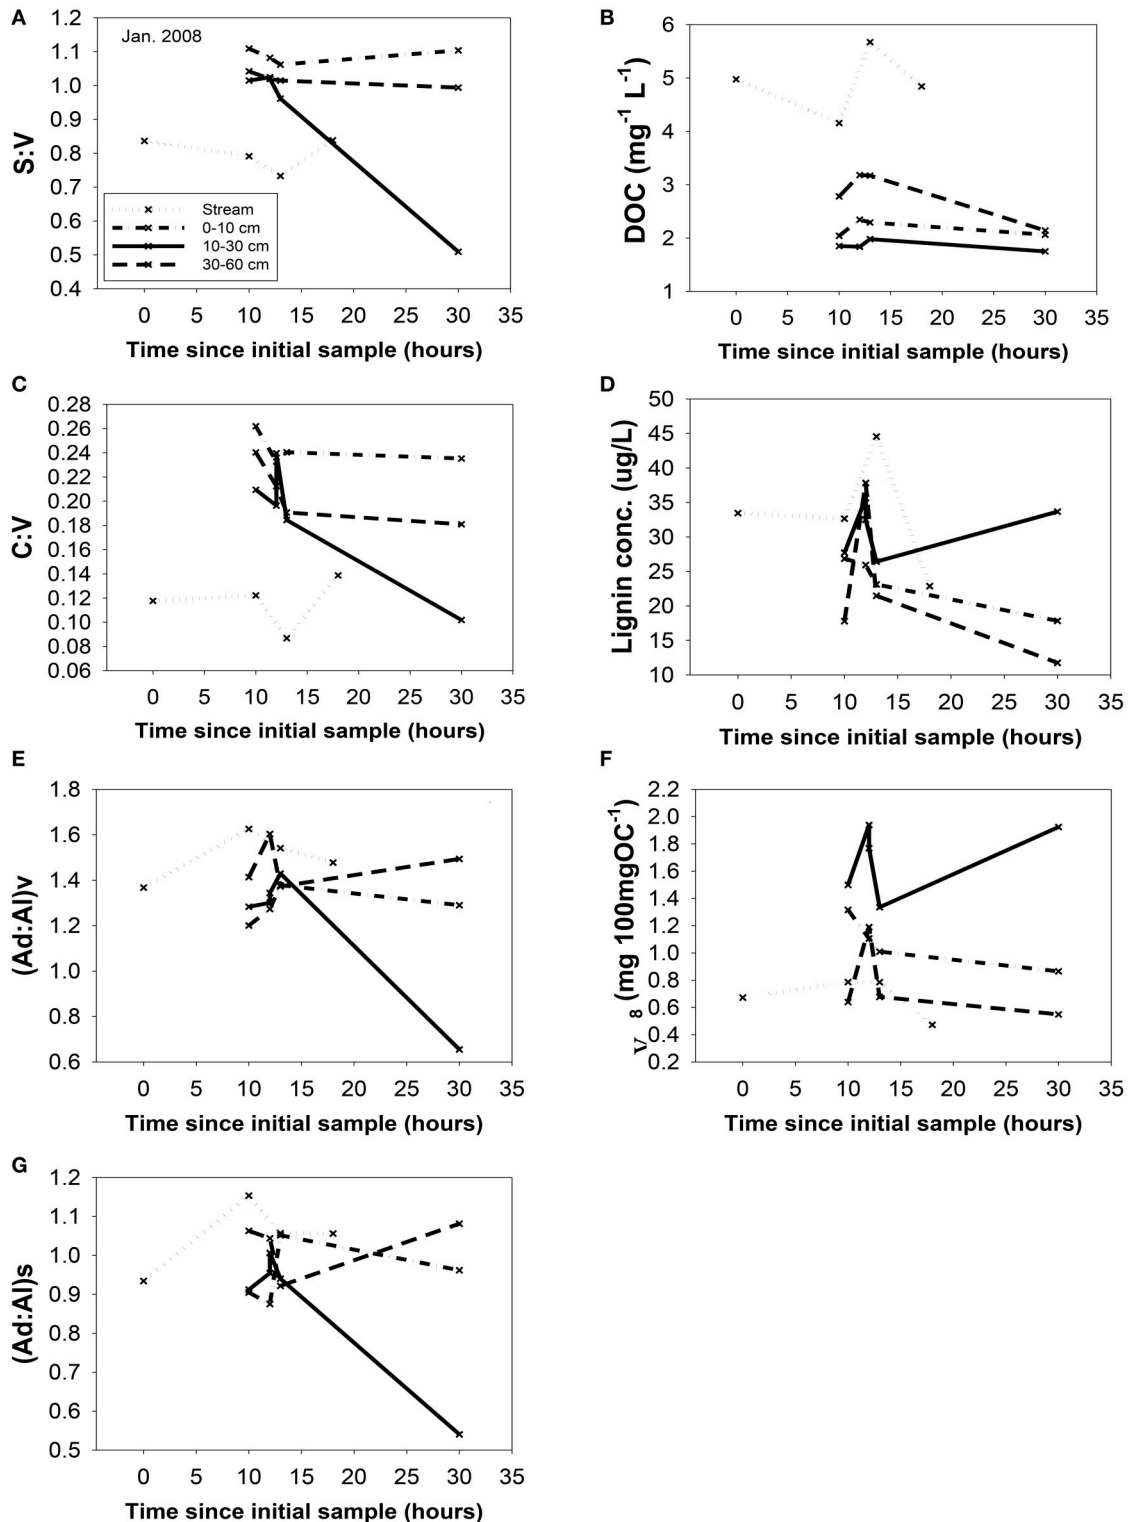 A
Jan. 2008
S:V
1.2
1.1
1.0
0.9
0.8
0.7
0.6
0.5
0.4
Stream
0-10 cm
10-30 cm
30-60 cm
0 5 10 15 20 25 30 35
Time since initial sample (hours)
B
DOC (mg⁻¹ L⁻¹)
6
5
4
3
2
1
0 5 10 15 20 25 30 35
Time since initial sample (hours)
C
C:V
0.28
0.26
0.24
0.22
0.20
0.18
0.16
0.14
0.12
0.10
0.08
0.06
0 5 10 15 20 25 30 35
Time since initial sample (hours)
D
Lignin conc. (ug/L)
50
45
40
35
30
25
20
15
10
0 5 10 15 20 25 30 35
Time since initial sample (hours)
E
(Ad:Al)v
1.8
1.6
1.4
1.2
1.0
0.8
0.6
0 5 10 15 20 25 30 35
Time since initial sample (hours)
F
8 (mg 100mgOC⁻¹)
2.2
2.0
1.8
1.6
1.4
1.2
1.0
0.8
0.6
0.4
0.2
0 5 10 15 20 25 30 35
Time since initial sample (hours)
G
(Ad:Al)s
1.2
1.1
1.0
0.9
0.8
0.7
0.6
0.5
0 5 10 15 20 25 30 35
Time since initial sample (hours)